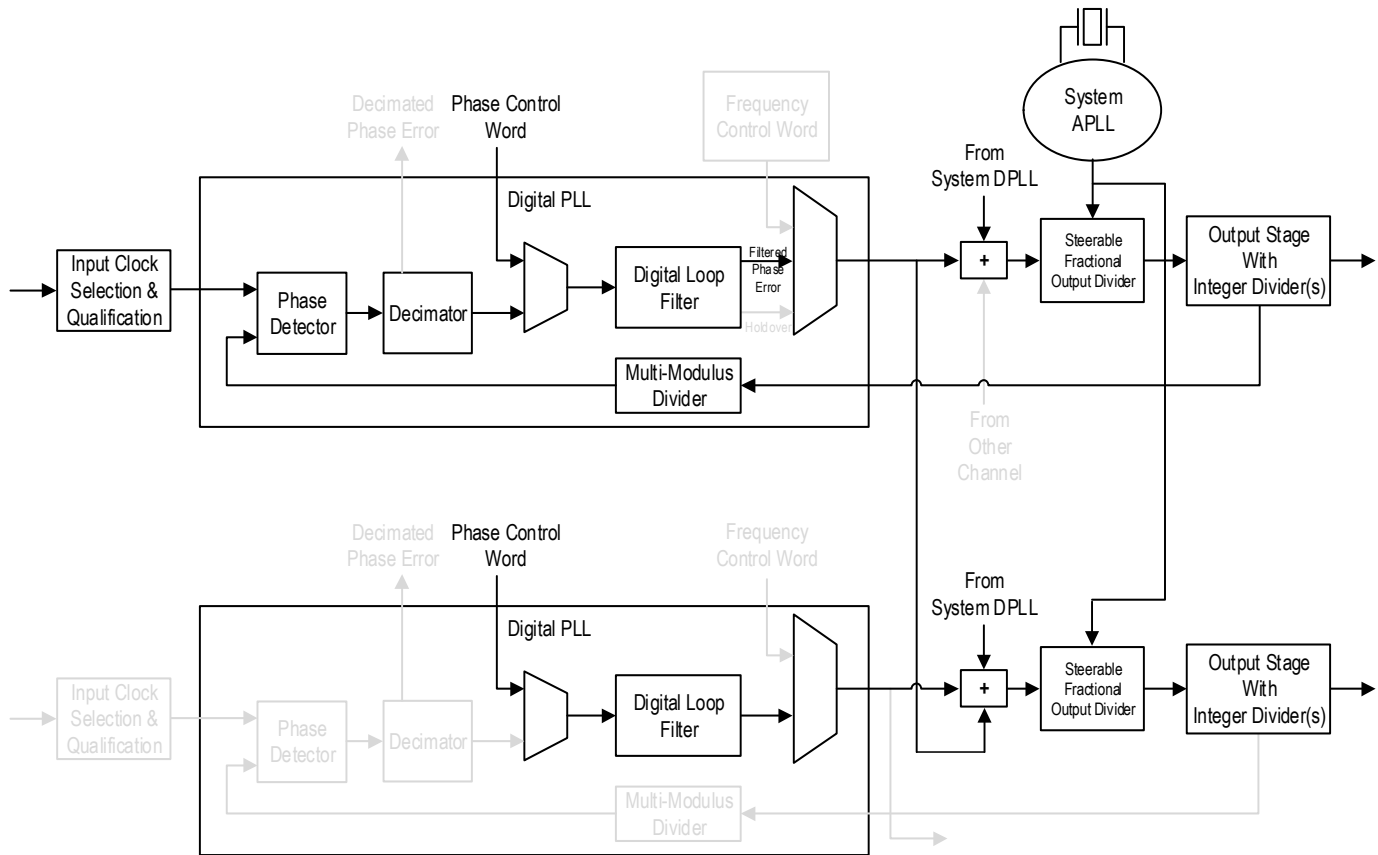 Decimated
Phase Error
Phase Control
Word
Frequency
Control Word
System
APLL
From
System DPLL
Digital PLL
Input Clock
Selection &
Qualification
Phase
Detector
Decimator
Digital Loop
Filter
Filtered
Phase
Error
Holdover
+
Steerable
Fractional
Output Divider
Output Stage
With
Integer Divider(s)
Multi-Modulus
Divider
From
Other
Channel
Decimated
Phase Error
Phase Control
Word
Frequency
Control Word
From
System DPLL
Digital PLL
Input Clock
Selection &
Qualification
Phase
Detector
Decimator
Digital Loop
Filter
+
Steerable
Fractional
Output Divider
Output Stage
With
Integer Divider(s)
Multi-Modulus
Divider